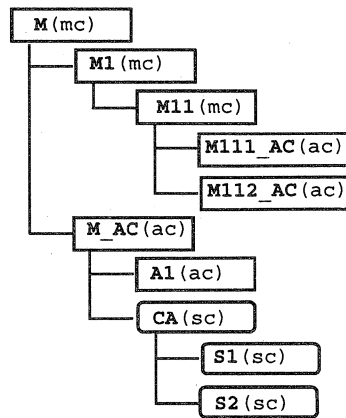 M(mc)
M1(mc)
M11(mc)
M111_AC(ac)
M112_AC(ac)
M_AC(ac)
A1(ac)
CA(sc)
S1(sc)
S2(sc)